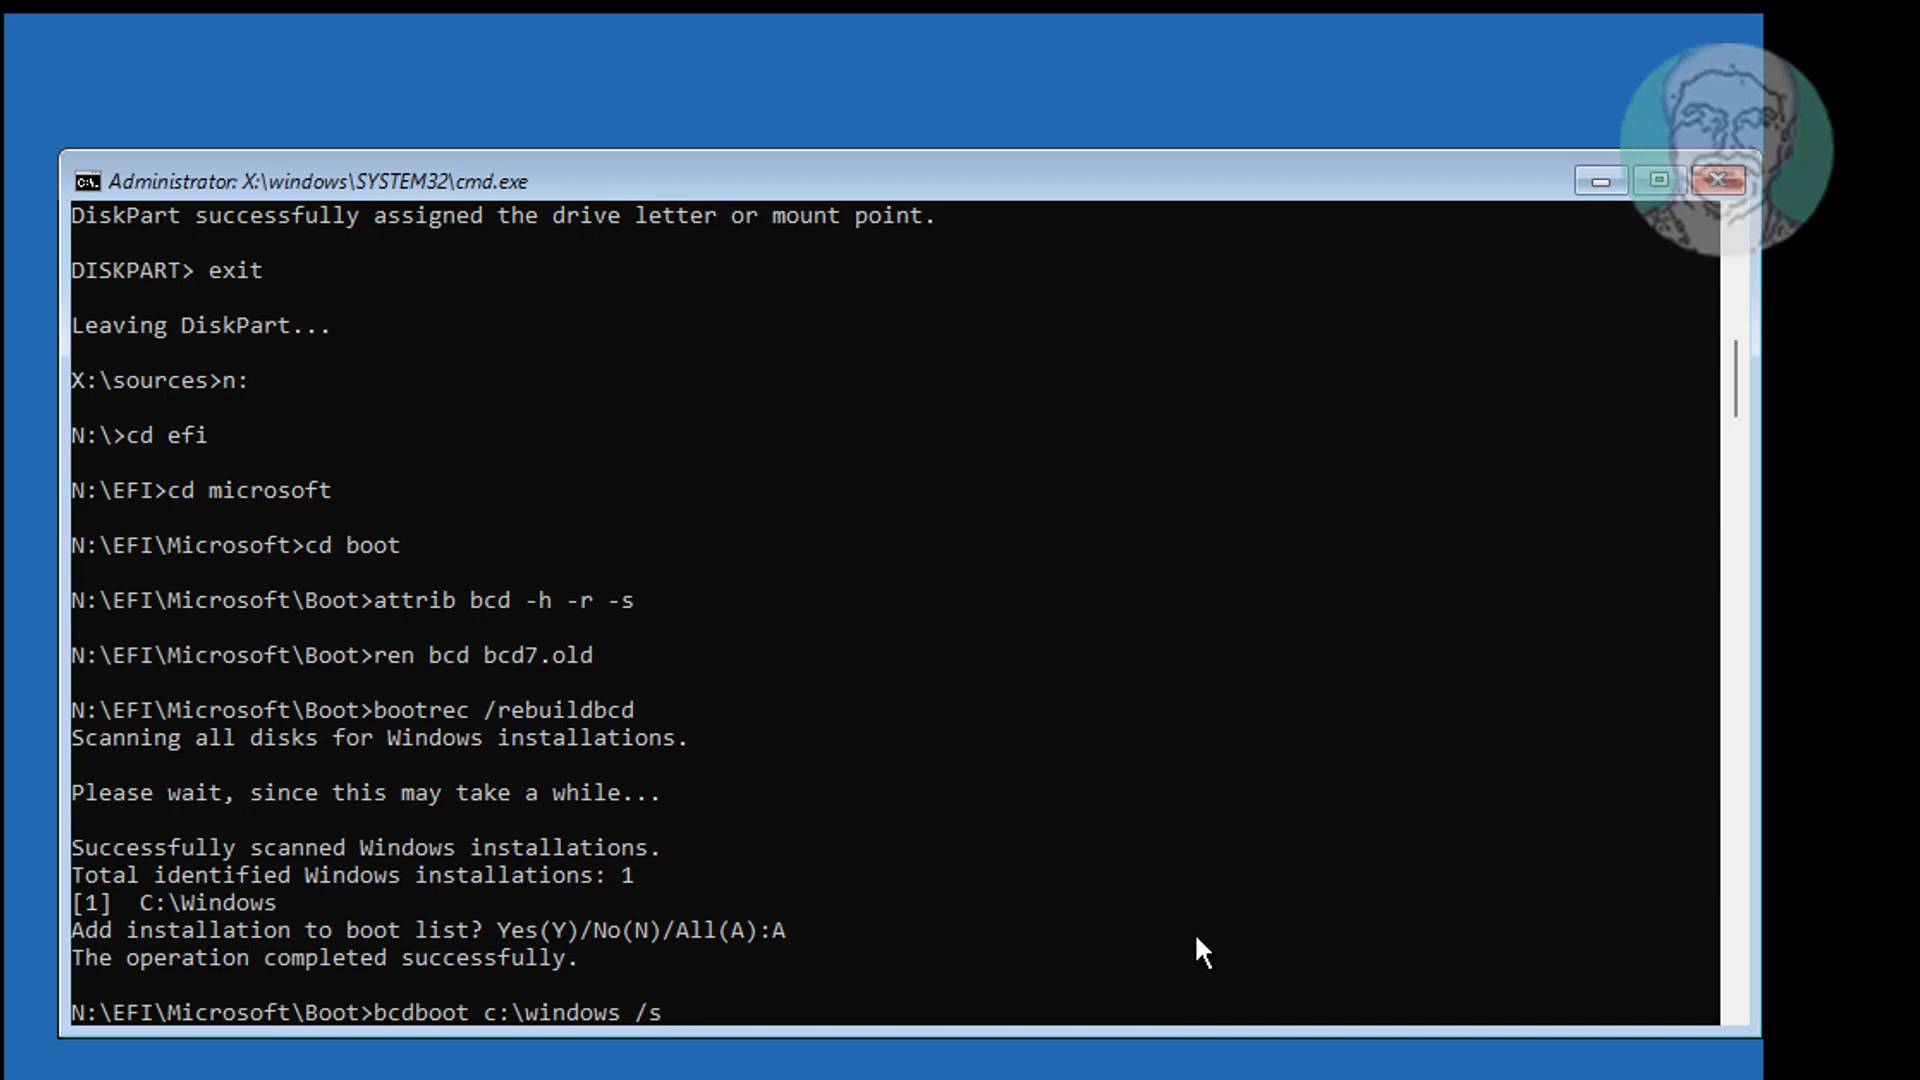 Administrator: X:\windows\SYSTEM32\cmd.exe
DiskPart successfully assigned the drive letter or mount point.
DISKPART> exit
Leaving DiskPart...
X:\sources>n:
N:\>cd efi
N:\EFI>cd microsoft
N:\EFI\Microsoft>cd boot
N:\EFI\Microsoft\Boot>attrib bcd -h -r -s
N:\EFI\Microsoft\Boot>ren bcd bcd7.old
N:\EFI\Microsoft\Boot>bootrec /rebuildbcd
Scanning all disks for Windows installations.
Please wait, since this may take a while...
Successfully scanned Windows installations.
Total identified Windows installations: 1
[1]  C:\Windows
Add installation to boot list? Yes(Y)/No(N)/All(A):A
The operation completed successfully.
N:\EFI\Microsoft\Boot>bcdboot c:\windows /s